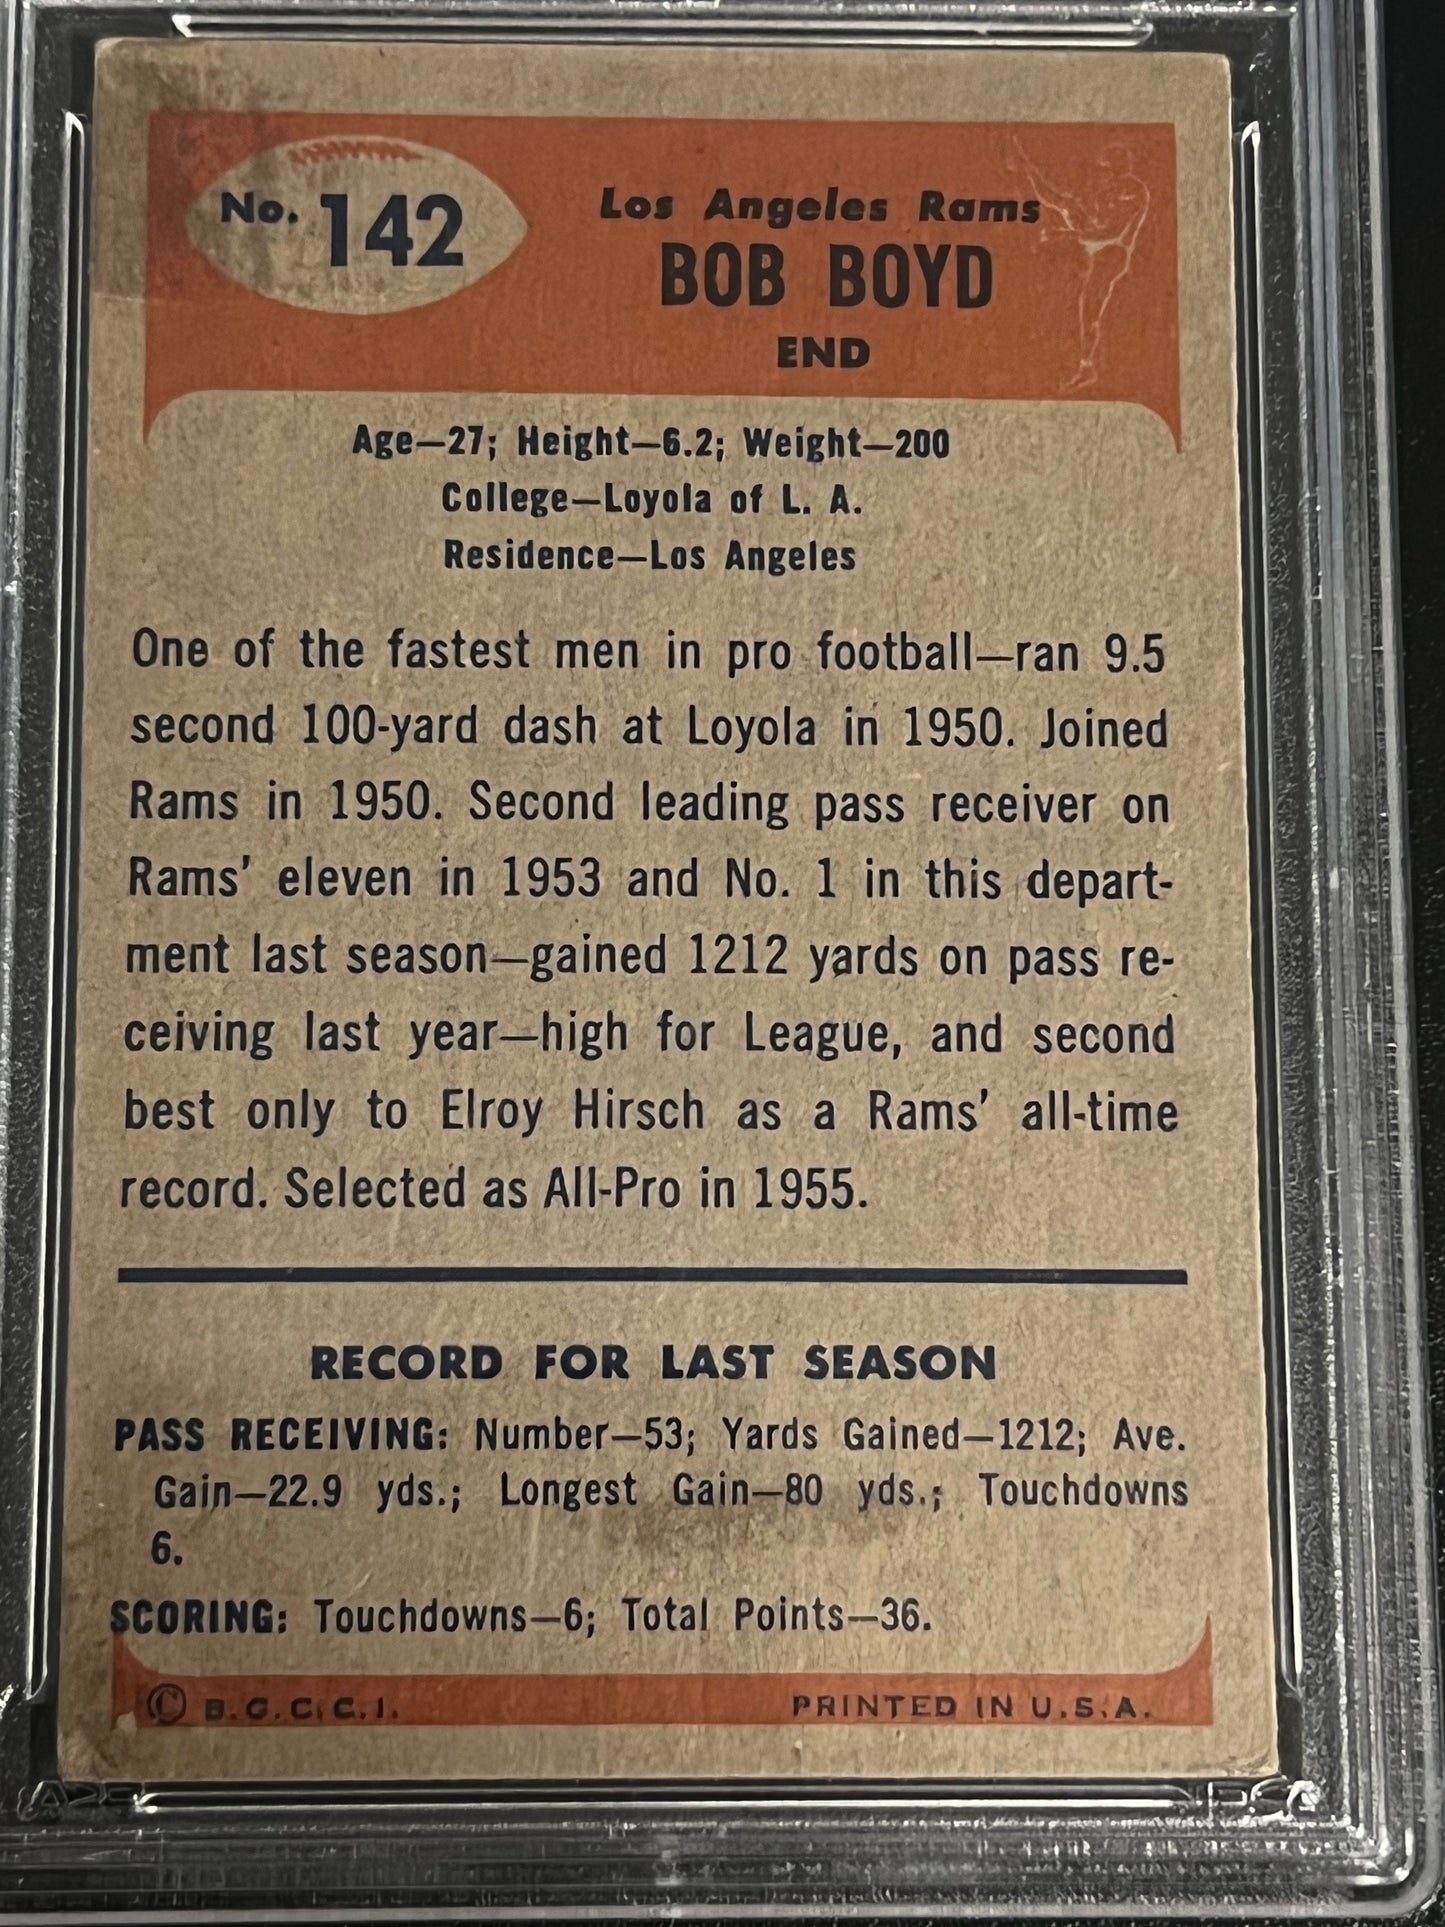 No. 142
Los Angeles Rams
BOB BOYD
END
Age—27; Height—6.2; Weight—200
College—Loyola of L. A.
Residence—Los Angeles
One of the fastest men in pro football—ran 9.5
second 100-yard dash at Loyola in 1950. Joined
Rams in 1950. Second leading pass receiver on
Rams’ eleven in 1953 and No. 1 in this depart-
ment last season—gained 1212 yards on pass re-
ceiving last year—high for League, and second
best only to Elroy Hirsch as a Rams’ all-time
record. Selected as All-Pro in 1955.
RECORD FOR LAST SEASON
PASS RECEIVING: Number—53; Yards Gained—1212; Ave.
Gain—22.9 yds.; Longest Gain—80 yds.; Touchdowns
6.
SCORING: Touchdowns—6; Total Points—36.
© B.G.C.C.I. PRINTED IN U.S.A.